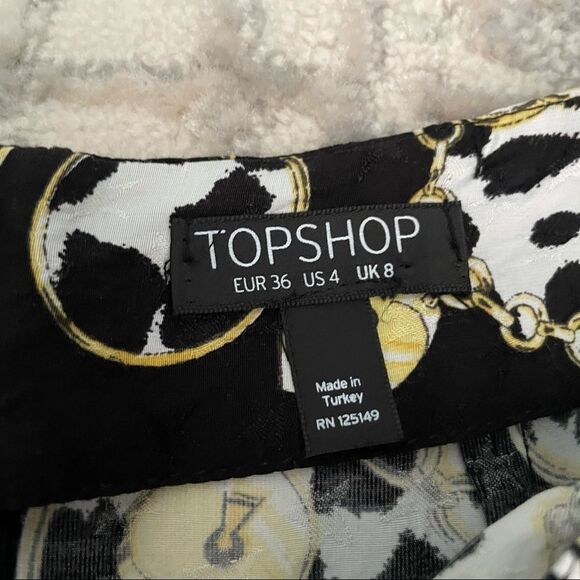 TOPSHOP
EUR 36 US 4 UK 8
Made in
Turkey
RN 125149